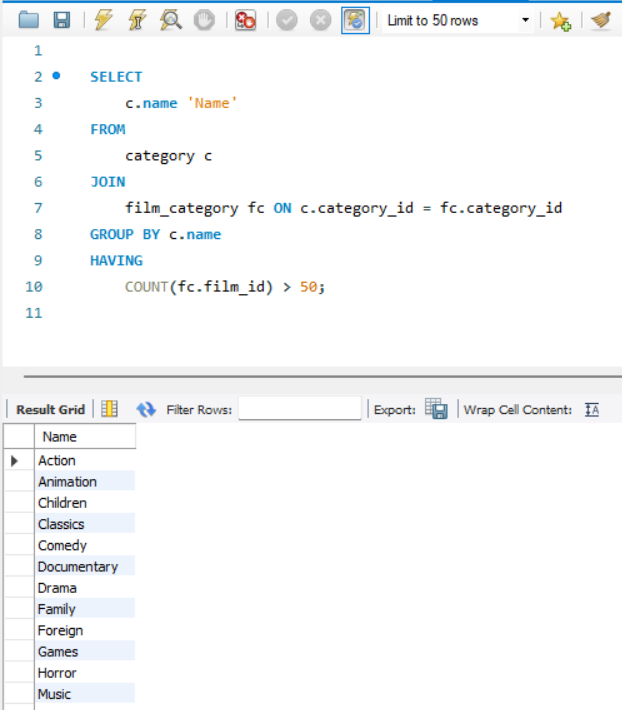 Limit to 50 rows
1
2 SELECT
3 c.name 'Name'
4 FROM
5 category c
6 JOIN
7 film_category fc ON c.category_id = fc.category_id
8 GROUP BY c.name
9 HAVING
10 COUNT(fc.film_id) > 50;
11
Result Grid Filter Rows: Export: Wrap Cell Content: IA
Name
Action
Animation
Children
Classics
Comedy
Documentary
Drama
Family
Foreign
Games
Horror
Music